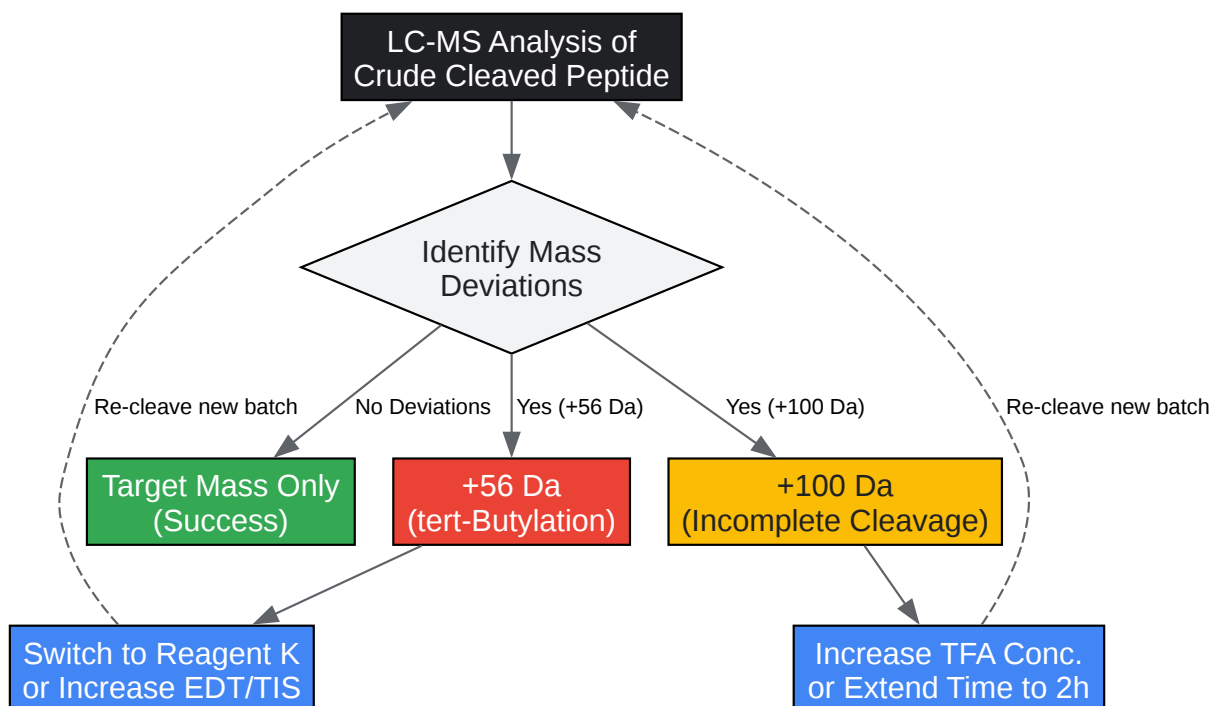 LC-MS Analysis of
Crude Cleaved Peptide
Identify Mass
Deviations
Re-cleave new batch
No Deviations
Yes (+56 Da)
Yes (+100 Da)
Re-cleave new batch
Target Mass Only
(Success)
+56 Da
(tert-Butylation)
+100 Da
(Incomplete Cleavage)
Switch to Reagent K
or Increase EDT/TIS
Increase TFA Conc.
or Extend Time to 2h